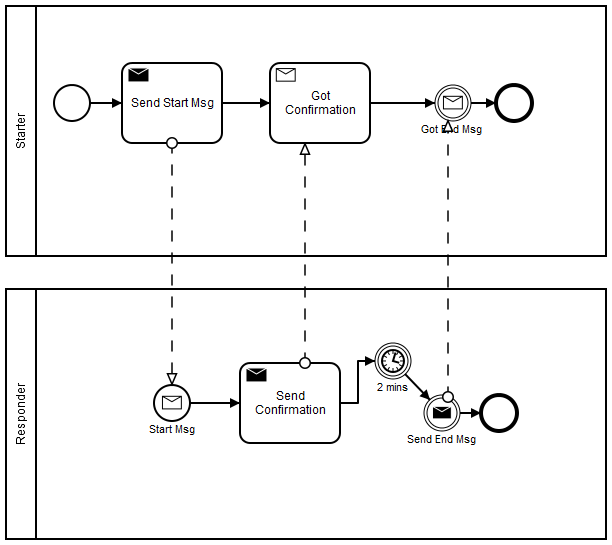 Starter
Send Start Msg
Got
Confirmation
Got End Msg
Responder
Start Msg
Send
Confirmation
2 mins
Send End Msg